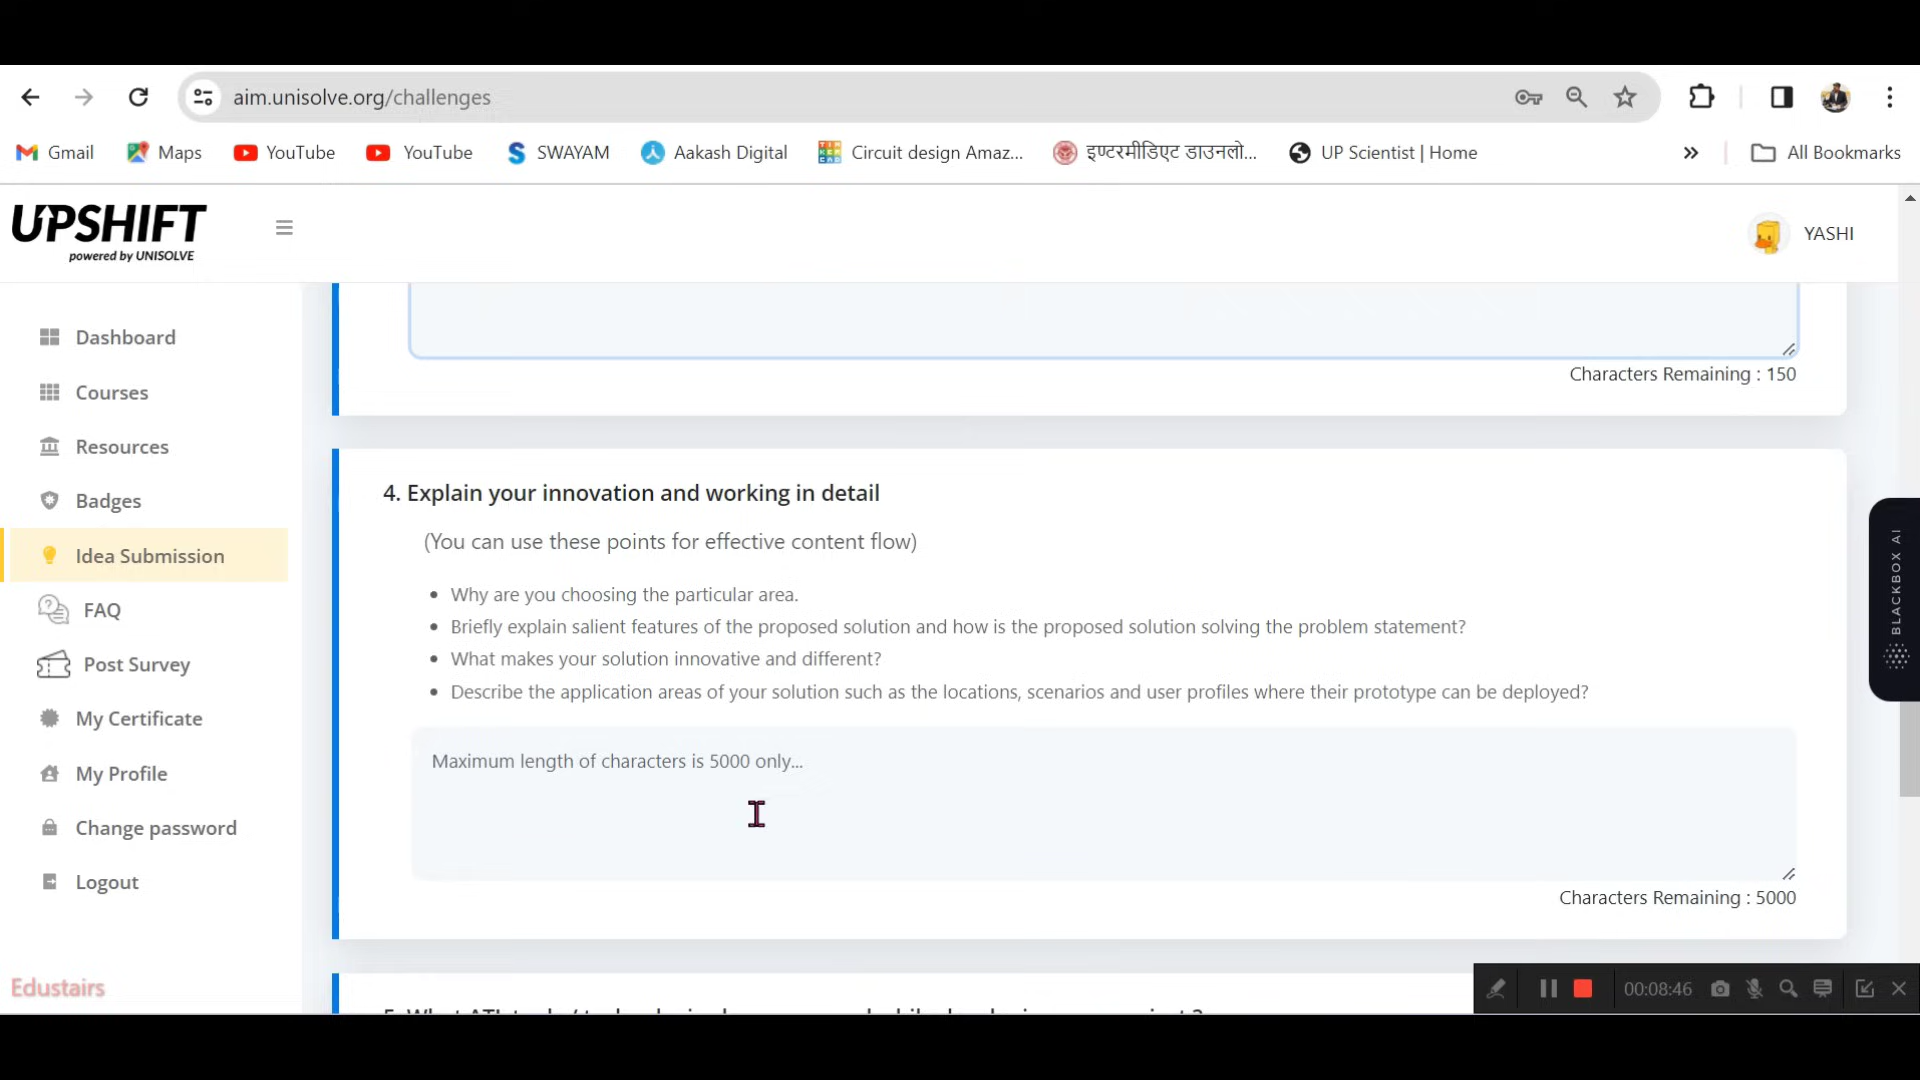 aim.unisolve.org/challenges
Gmail Maps YouTube YouTube SWAYAM Aakash Digital Circuit design Amaz... इण्टरमीडिएट डाउनलो... UP Scientist | Home » All Bookmarks
UPSHIFT
powered by UNISOLVE
YASHI
Dashboard
Courses
Resources
Badges
Idea Submission
FAQ
Post Survey
My Certificate
My Profile
Change password
Logout
Edustairs
Characters Remaining : 150
4. Explain your innovation and working in detail
(You can use these points for effective content flow)
• Why are you choosing the particular area.
• Briefly explain salient features of the proposed solution and how is the proposed solution solving the problem statement?
• What makes your solution innovative and different?
• Describe the application areas of your solution such as the locations, scenarios and user profiles where their prototype can be deployed?
Maximum length of characters is 5000 only...
Characters Remaining : 5000
BLACKBOX AI
00:08:46